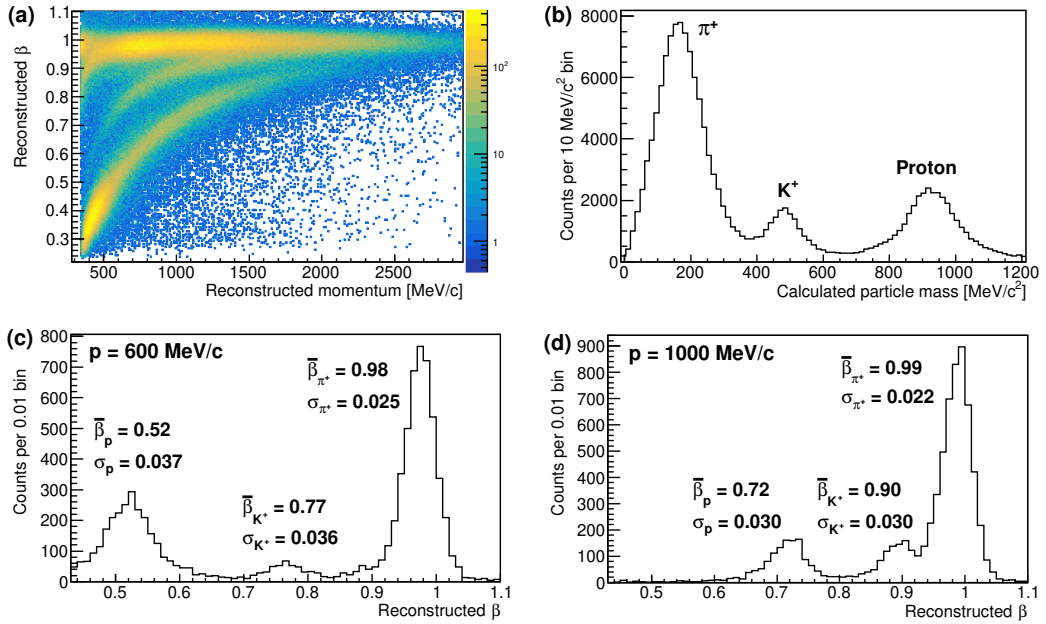 (a)
Reconstructed β
1.1
1
0.9
0.8
0.7
0.6
0.5
0.4
0.3
500 1000 1500 2000 2500
Reconstructed momentum [MeV/c]
10²
10
1
(b)
Counts per 10 MeV/c² bin
8000
6000
4000
2000
0
π⁺
K⁺
Proton
0 200 400 600 800 1000 1200
Calculated particle mass [MeV/c²]
(c)
p = 600 MeV/c
Counts per 0.01 bin
800
700
600
500
400
300
200
100
0
β̅π⁺ = 0.98
σπ⁺ = 0.025
β̅p = 0.52
σp = 0.037
β̅K⁺ = 0.77
σK⁺ = 0.036
0.5 0.6 0.7 0.8 0.9 1 1.1
Reconstructed β
(d)
p = 1000 MeV/c
Counts per 0.01 bin
900
800
700
600
500
400
300
200
100
0
β̅π⁺ = 0.99
σπ⁺ = 0.022
β̅p = 0.72
σp = 0.030
β̅K⁺ = 0.90
σK⁺ = 0.030
0.5 0.6 0.7 0.8 0.9 1 1.1
Reconstructed β